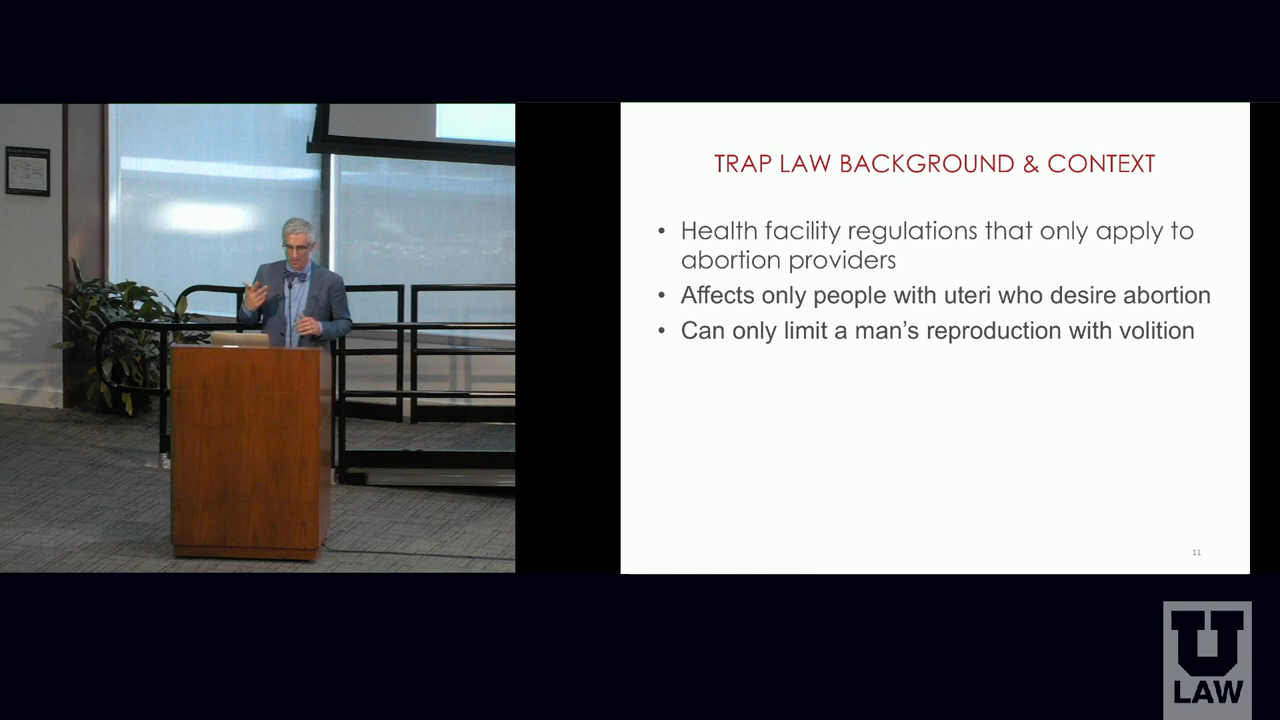 TRAP LAW BACKGROUND & CONTEXT
• Health facility regulations that only apply to
abortion providers
• Affects only people with uteri who desire abortion
• Can only limit a man’s reproduction with volition
11
U
LAW